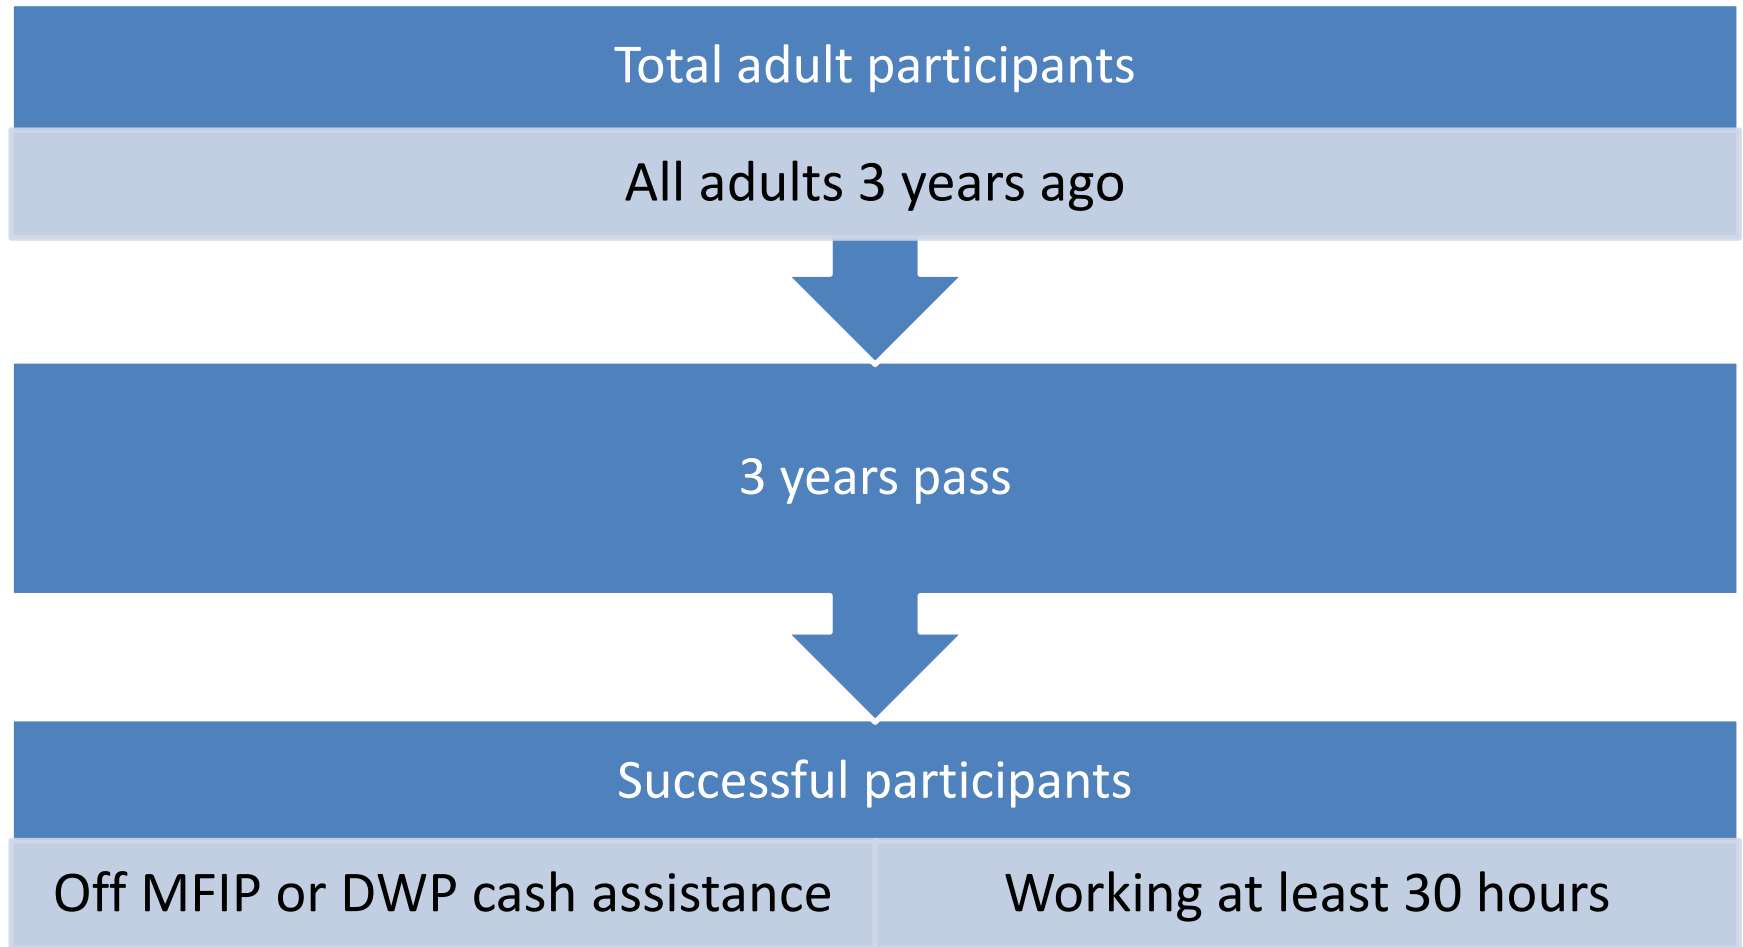 Total adult participants
All adults 3 years ago
3 years pass
Successful participants
Off MFIP or DWP cash assistance
Working at least 30 hours